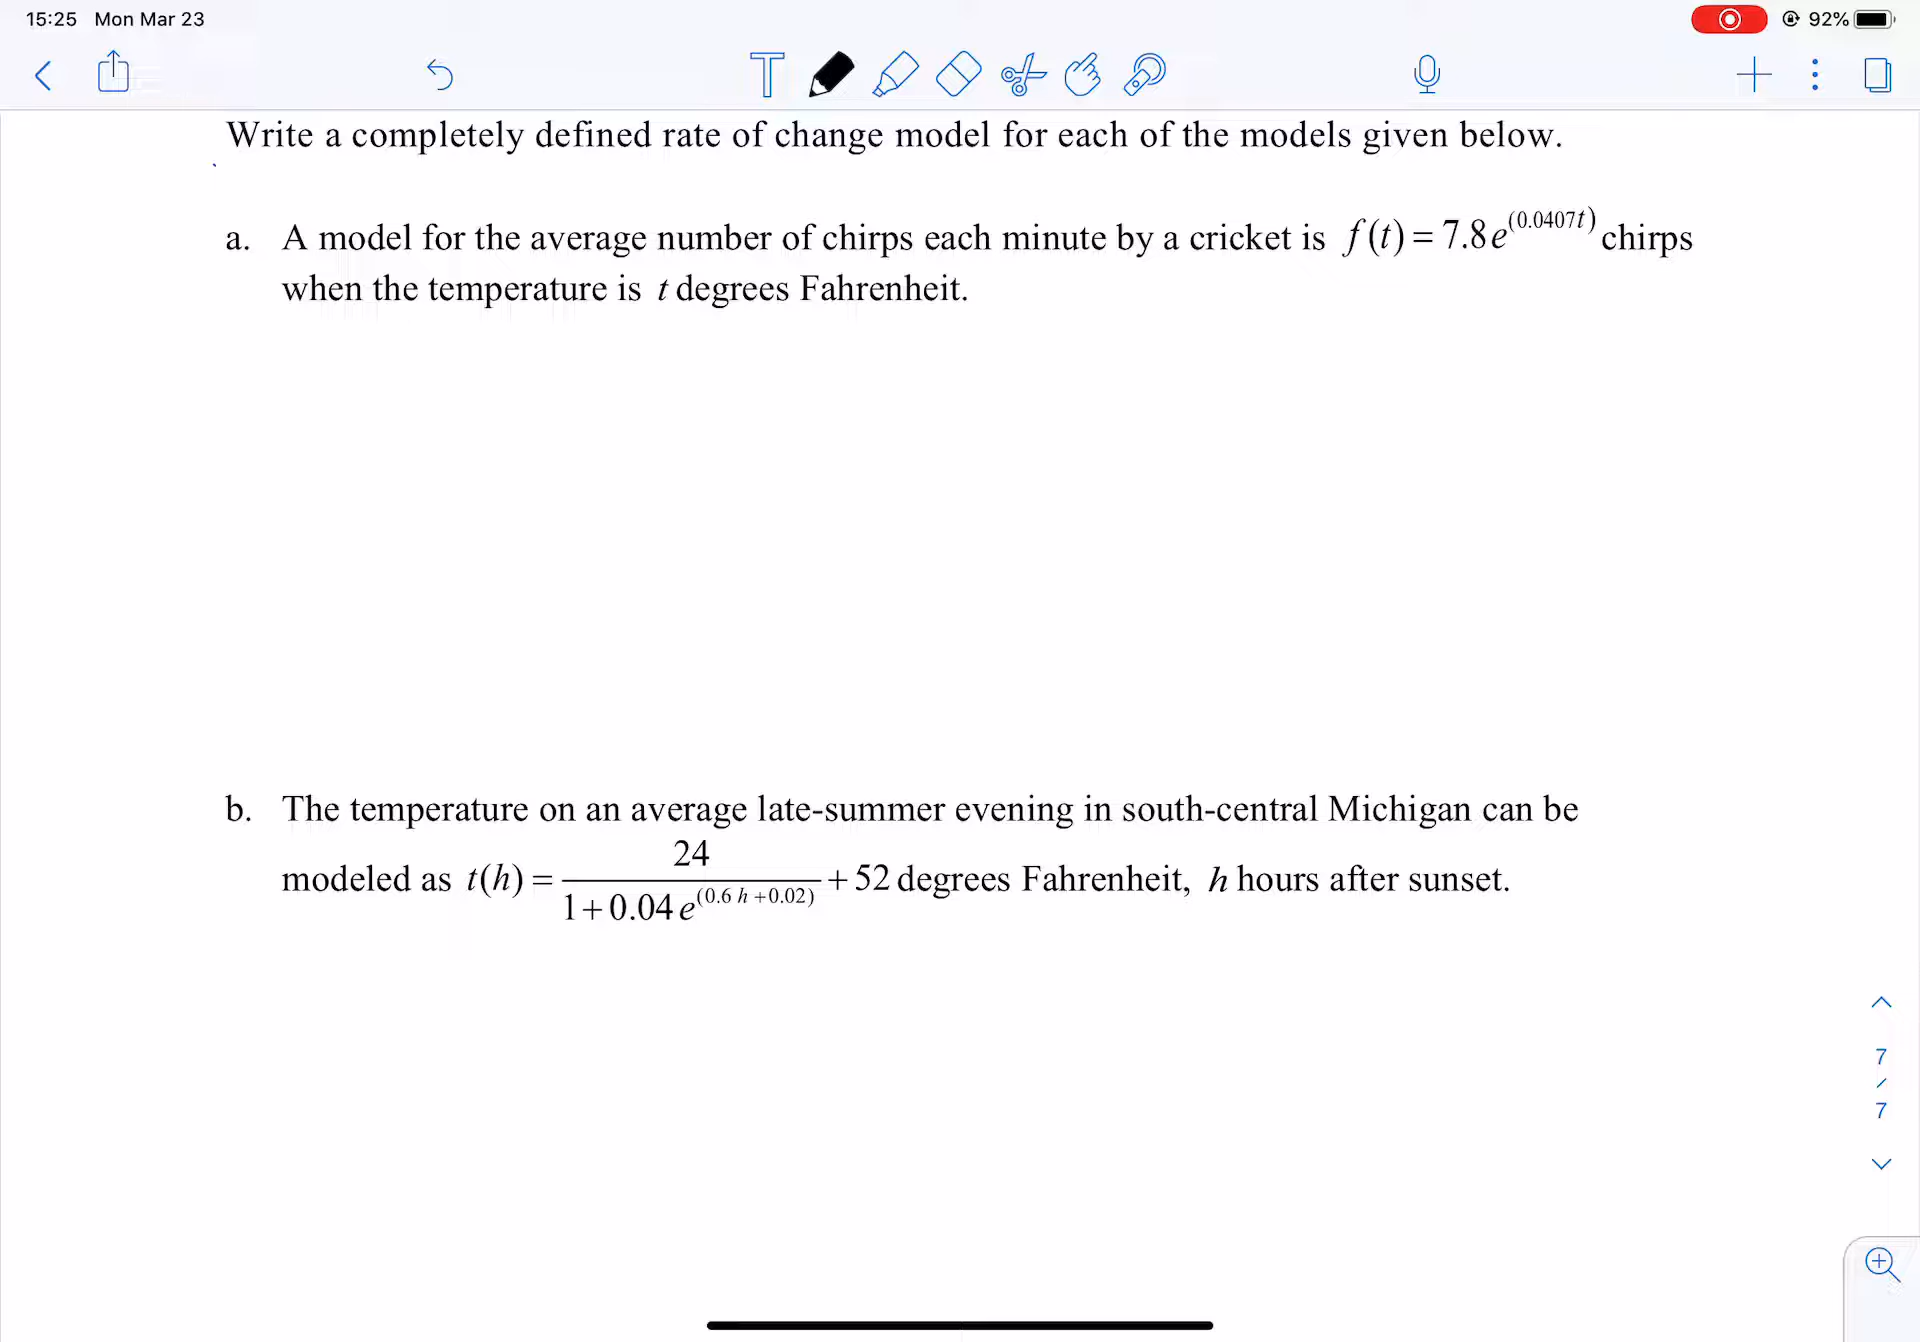 15:25 Mon Mar 23
92%
Write a completely defined rate of change model for each of the models given below.
a. A model for the average number of chirps each minute by a cricket is f(t) = 7.8e^(0.0407t) chirps
when the temperature is t degrees Fahrenheit.
b. The temperature on an average late-summer evening in south-central Michigan can be
modeled as t(h) = 24 / (1+0.04e^(0.6h+0.02)) + 52 degrees Fahrenheit, h hours after sunset.
7
/
7